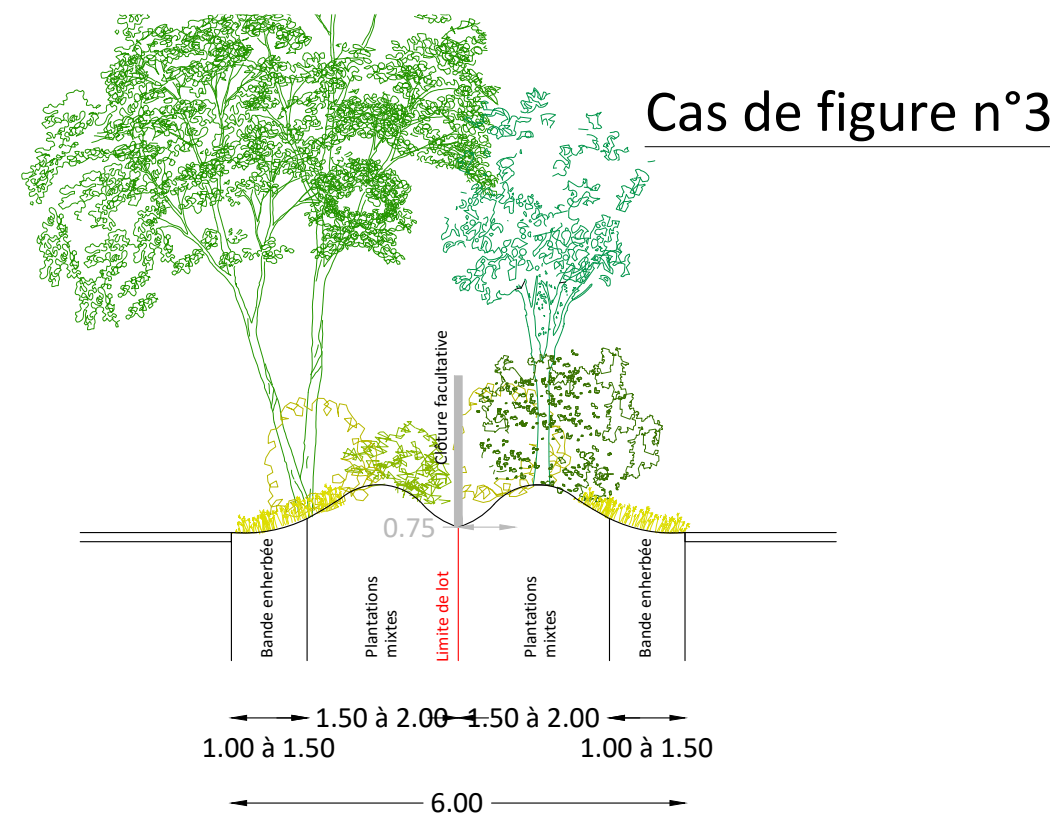 Cas de figure n°3
Clôture facultative
0.75
Bande enherbée
Plantations
mixtes
Limite de lot
Plantations
mixtes
Bande enherbée
1.50 à 2.00
1.50 à 2.00
1.00 à 1.50
1.00 à 1.50
6.00